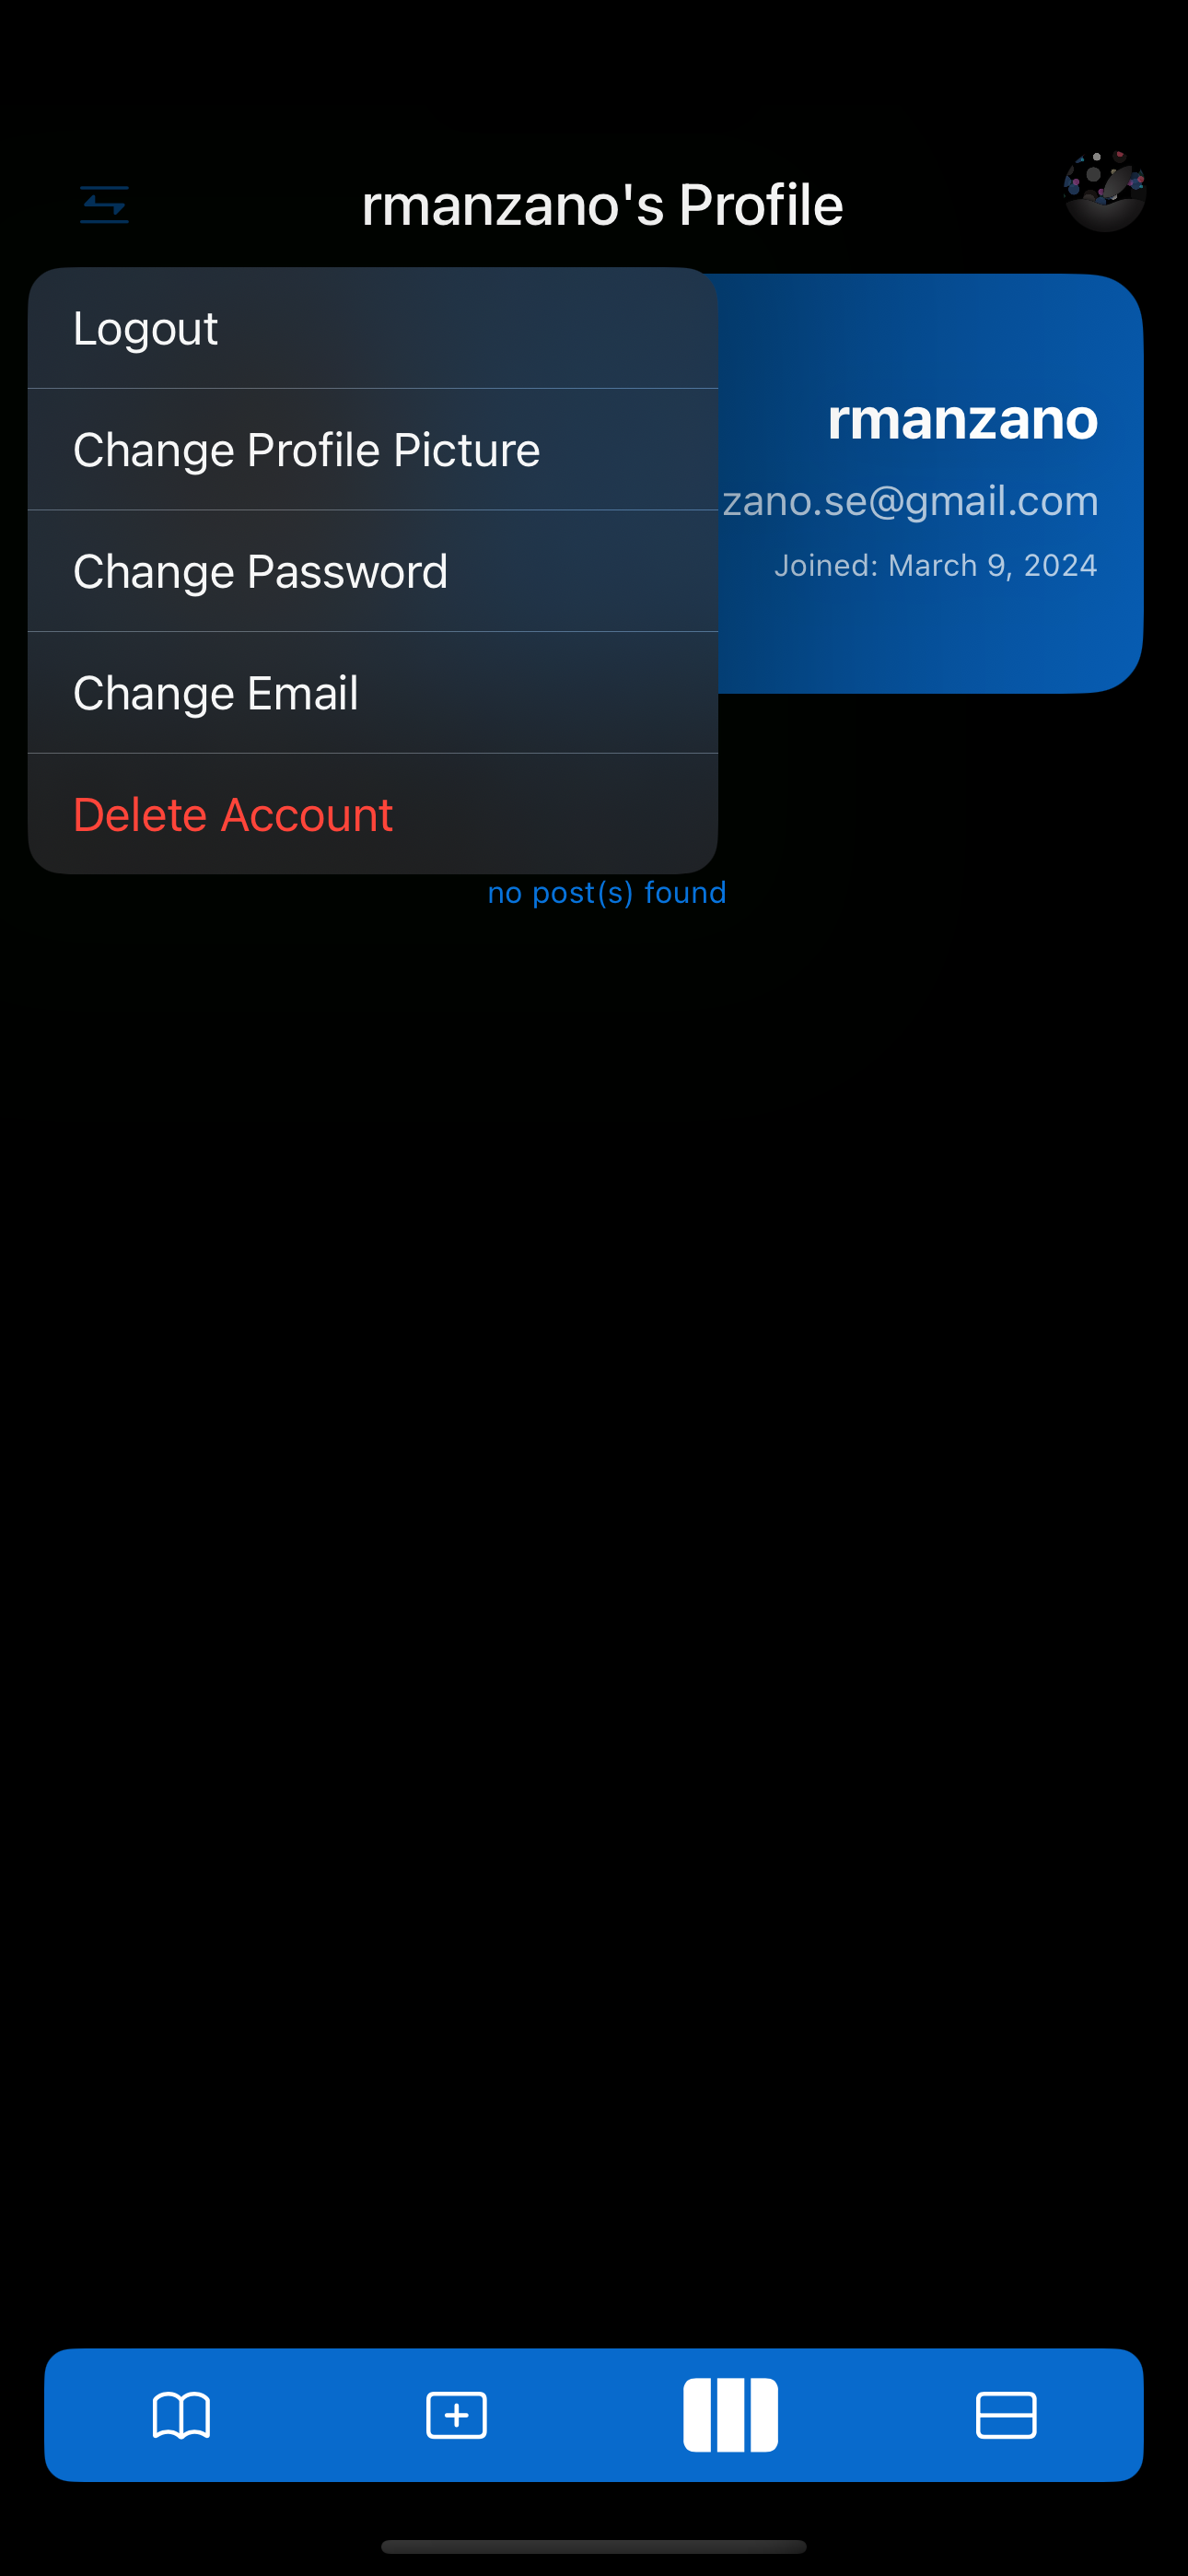 rmanzano's Profile
Logout
Change Profile Picture
Change Password
Change Email
Delete Account
rmanzano
zano.se@gmail.com
Joined: March 9, 2024
no post(s) found